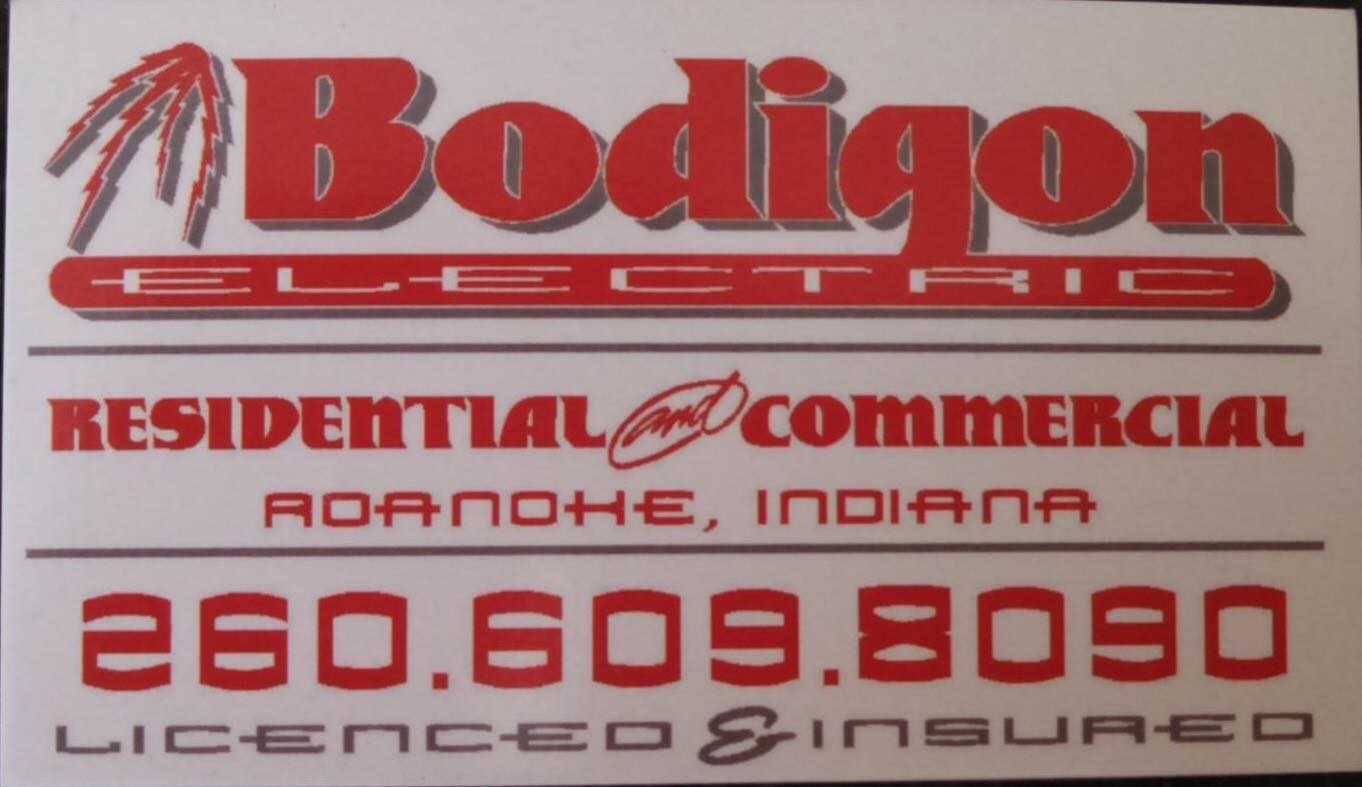 Bodigon
ELECTRIC
RESIDENTIAL and COMMERCIAL
ROANOKE, INDIANA
260.609.8090
LICENCED & INSURED